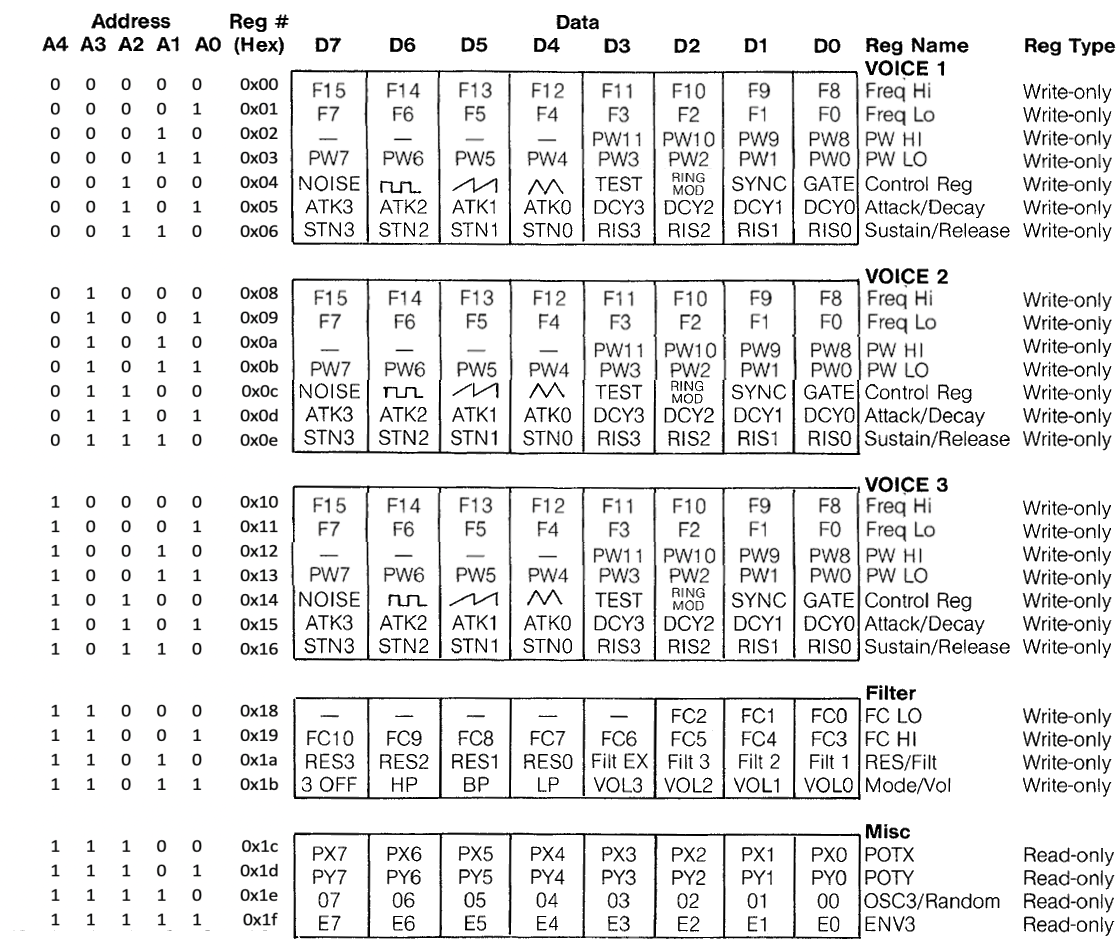 Address Reg # Data
A4 A3 A2 A1 A0 (Hex) D7 D6 D5 D4 D3 D2 D1 D0 Reg Name Reg Type
VOICE 1
0 0 0 0 0 0x00 F15 F14 F13 F12 F11 F10 F9 F8 Freq Hi Write-only
0 0 0 0 1 0x01 F7 F6 F5 F4 F3 F2 F1 F0 Freq Lo Write-only
0 0 0 1 0 0x02 — — — — PW11 PW10 PW9 PW8 PW HI Write-only
0 0 0 1 1 0x03 PW7 PW6 PW5 PW4 PW3 PW2 PW1 PW0 PW LO Write-only
0 0 1 0 0 0x04 NOISE TEST RING MOD SYNC GATE Control Reg Write-only
0 0 1 0 1 0x05 ATK3 ATK2 ATK1 ATK0 DCY3 DCY2 DCY1 DCY0 Attack/Decay Write-only
0 0 1 1 0 0x06 STN3 STN2 STN1 STN0 RIS3 RIS2 RIS1 RIS0 Sustain/Release Write-only
VOICE 2
0 1 0 0 0 0x08 F15 F14 F13 F12 F11 F10 F9 F8 Freq Hi Write-only
0 1 0 0 1 0x09 F7 F6 F5 F4 F3 F2 F1 F0 Freq Lo Write-only
0 1 0 1 0 0x0a — — — — PW11 PW10 PW9 PW8 PW HI Write-only
0 1 0 1 1 0x0b PW7 PW6 PW5 PW4 PW3 PW2 PW1 PW0 PW LO Write-only
0 1 1 0 0 0x0c NOISE TEST RING MOD SYNC GATE Control Reg Write-only
0 1 1 0 1 0x0d ATK3 ATK2 ATK1 ATK0 DCY3 DCY2 DCY1 DCY0 Attack/Decay Write-only
0 1 1 1 0 0x0e STN3 STN2 STN1 STN0 RIS3 RIS2 RIS1 RIS0 Sustain/Release Write-only
VOICE 3
1 0 0 0 0 0x10 F15 F14 F13 F12 F11 F10 F9 F8 Freq Hi Write-only
1 0 0 0 1 0x11 F7 F6 F5 F4 F3 F2 F1 F0 Freq Lo Write-only
1 0 0 1 0 0x12 — — — — PW11 PW10 PW9 PW8 PW HI Write-only
1 0 0 1 1 0x13 PW7 PW6 PW5 PW4 PW3 PW2 PW1 PW0 PW LO Write-only
1 0 1 0 0 0x14 NOISE TEST RING MOD SYNC GATE Control Reg Write-only
1 0 1 0 1 0x15 ATK3 ATK2 ATK1 ATK0 DCY3 DCY2 DCY1 DCY0 Attack/Decay Write-only
1 0 1 1 0 0x16 STN3 STN2 STN1 STN0 RIS3 RIS2 RIS1 RIS0 Sustain/Release Write-only
Filter
1 1 0 0 0 0x18 — — — — — FC2 FC1 FC0 FC LO Write-only
1 1 0 0 1 0x19 FC10 FC9 FC8 FC7 FC6 FC5 FC4 FC3 FC HI Write-only
1 1 0 1 0 0x1a RES3 RES2 RES1 RES0 Filt EX Filt 3 Filt 2 Filt 1 RES/Filt Write-only
1 1 0 1 1 0x1b 3 OFF HP BP LP VOL3 VOL2 VOL1 VOL0 Mode/Vol Write-only
Misc
1 1 1 0 0 0x1c PX7 PX6 PX5 PX4 PX3 PX2 PX1 PX0 POTX Read-only
1 1 1 0 1 0x1d PY7 PY6 PY5 PY4 PY3 PY2 PY1 PY0 POTY Read-only
1 1 1 1 0 0x1e 07 06 05 04 03 02 01 00 OSC3/Random Read-only
1 1 1 1 1 0x1f E7 E6 E5 E4 E3 E2 E1 E0 ENV3 Read-only